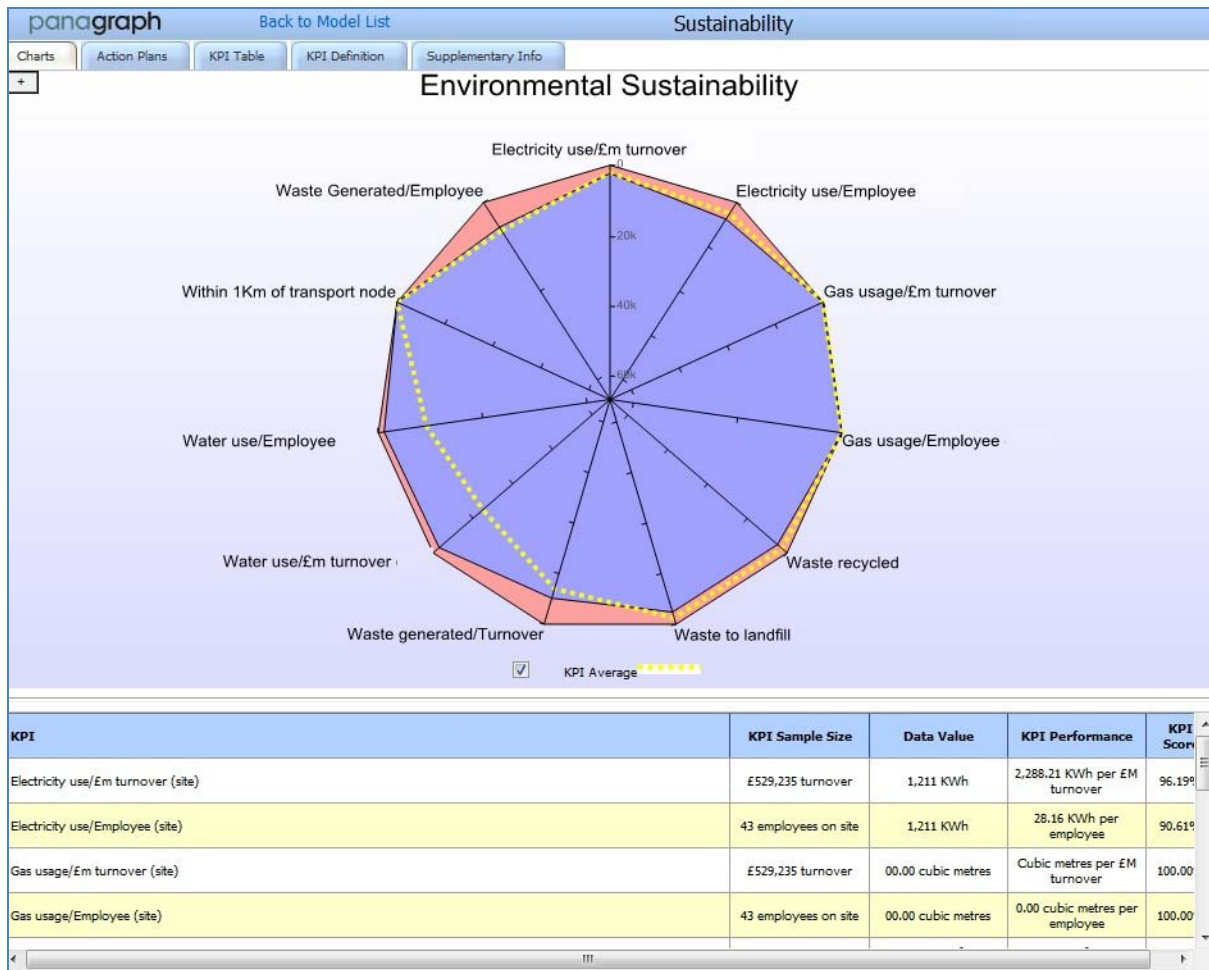 panagraph Back to Model List Sustainability
Charts Action Plans KPI Table KPI Definition Supplementary Info
+
Environmental Sustainability
Electricity use/£m turnover
0
Waste Generated/Employee
Electricity use/Employee
20k
Within 1Km of transport node
Gas usage/£m turnover
40k
60k
Water use/Employee
Gas usage/Employee
Water use/£m turnover
Waste recycled
Waste generated/Turnover
Waste to landfill
KPI Average
KPI KPI Sample Size Data Value KPI Performance KPI
Score
Electricity use/£m turnover (site) £529,235 turnover 1,211 KWh 2,288.21 KWh per £M
turnover 96.19%
Electricity use/Employee (site) 43 employees on site 1,211 KWh 28.16 KWh per
employee 90.61%
Gas usage/£m turnover (site) £529,235 turnover 00.00 cubic metres Cubic metres per £M
turnover 100.00
Gas usage/Employee (site) 43 employees on site 00.00 cubic metres 0.00 cubic metres per
employee 100.00